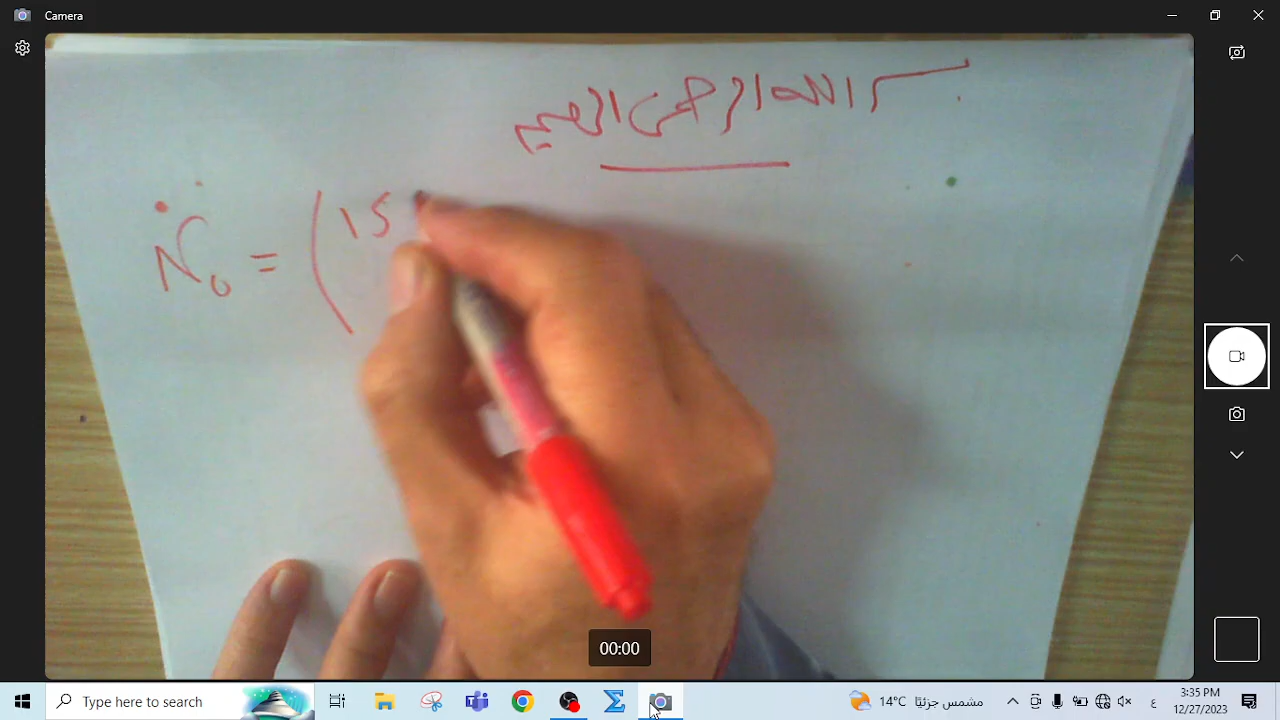 Camera
بسم الله الرحمن الرحيم
N₀ = ( 15
00:00
Type here to search
14°C مشمس جزئيًا
ع
3:35 PM
12/27/2023